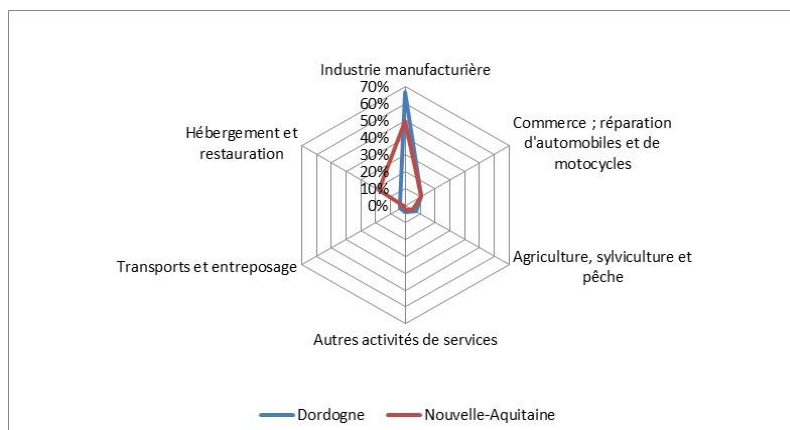 Industrie manufacturière
70%
60%
50%
40%
30%
20%
10%
0%
Commerce ; réparation
d'automobiles et de
motocycles
Agriculture, sylviculture et
pêche
Autres activités de services
Transports et entreposage
Hébergement et
restauration
Dordogne
Nouvelle-Aquitaine